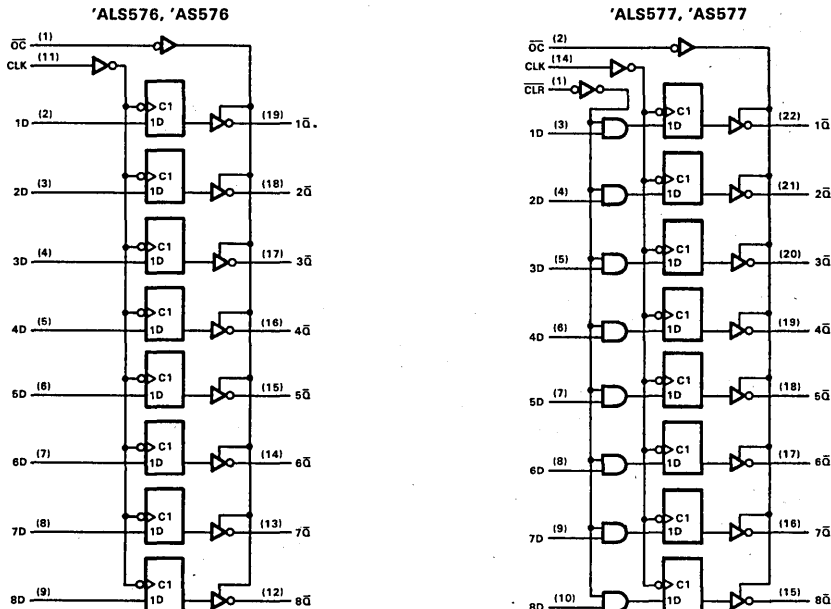 'ALS576, 'AS576
OC (1)
CLK (11)
C1
1D (2) 1D (19) 1Q.
C1
2D (3) 1D (18) 2Q
C1
3D (4) 1D (17) 3Q
C1
4D (5) 1D (16) 4Q
C1
5D (6) 1D (15) 5Q
C1
6D (7) 1D (14) 6Q
C1
7D (8) 1D (13) 7Q
C1
8D (9) 1D (12) 8Q
'ALS577, 'AS577
OC (2)
CLK (14)
CLR (1)
C1
1D (3) 1D (22) 1Q
C1
2D (4) 1D (21) 2Q
C1
3D (5) 1D (20) 3Q
C1
4D (6) 1D (19) 4Q
C1
5D (7) 1D (18) 5Q
C1
6D (8) 1D (17) 6Q
C1
7D (9) 1D (16) 7Q
C1
8D (10) 1D (15) 8Q